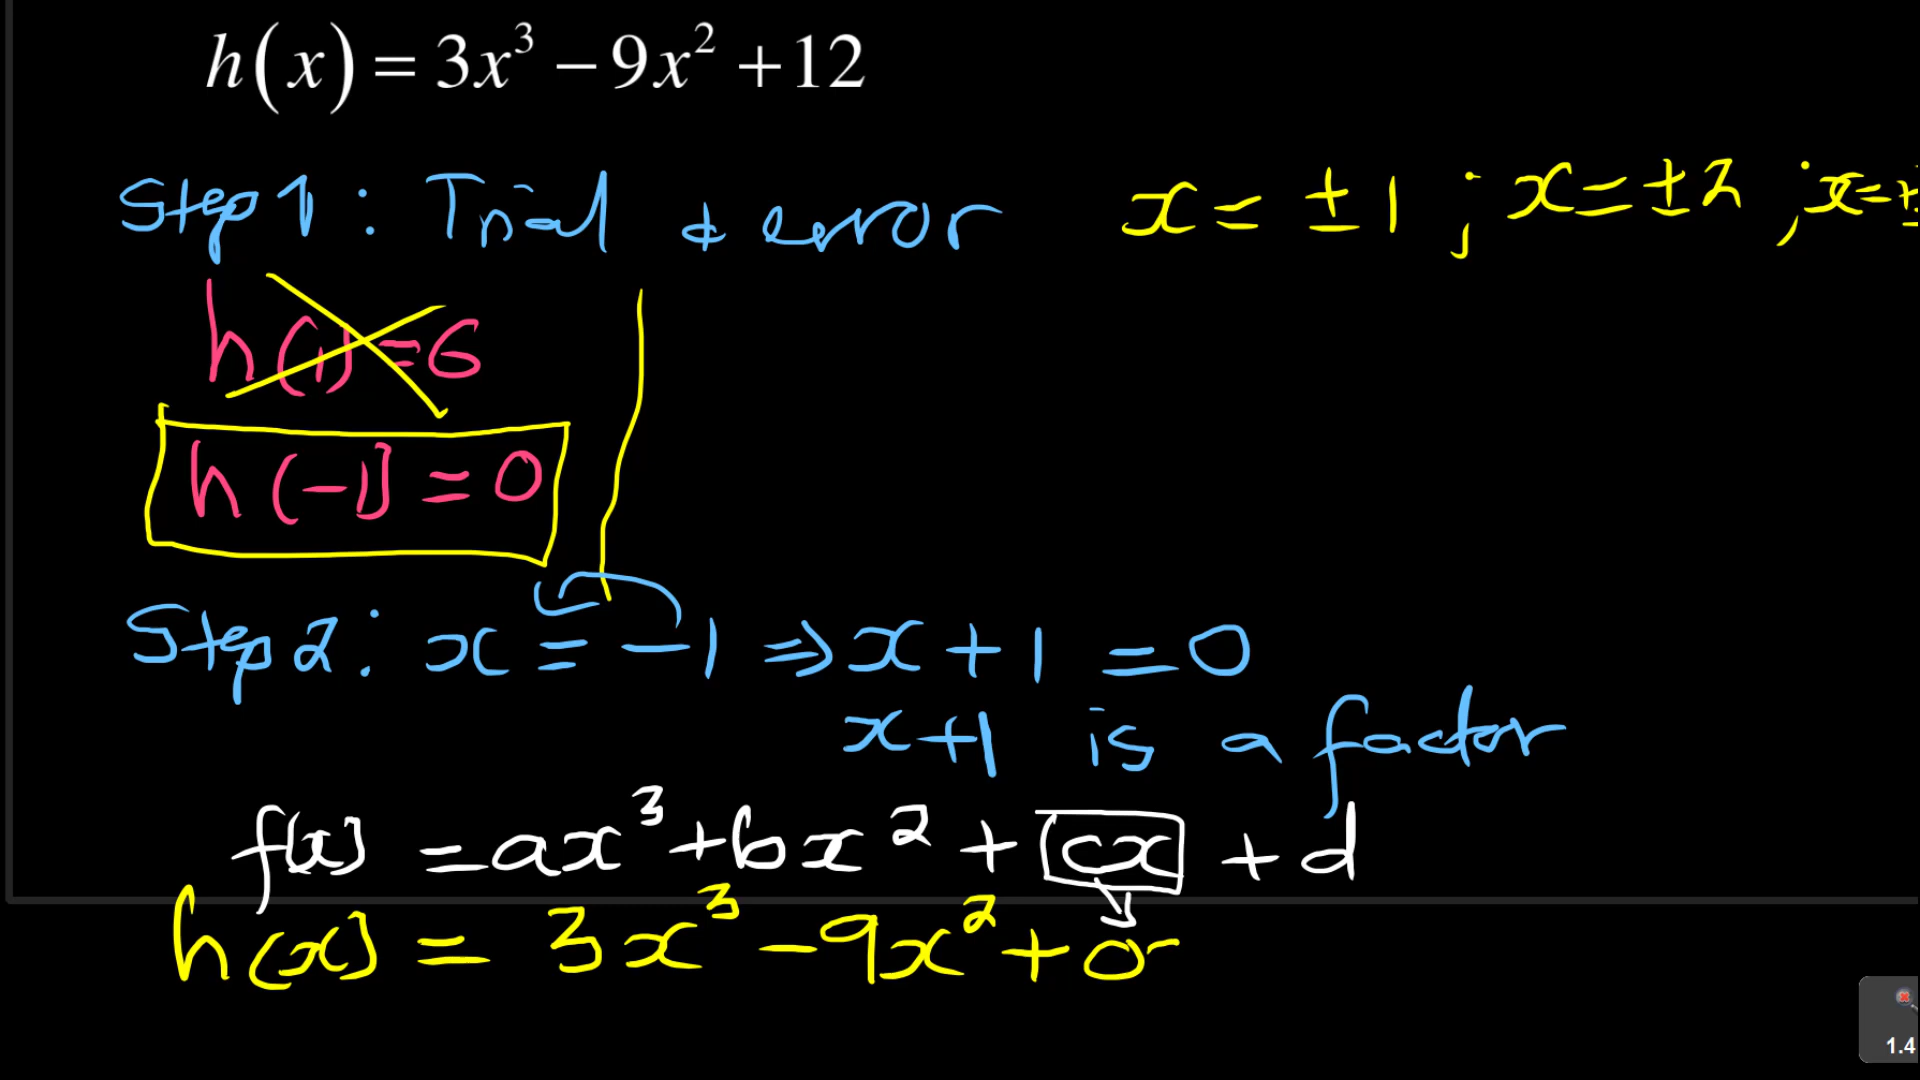 h(x) = 3x³ − 9x² + 12
Step 1 : Trial & error x = ±1 ; x = ±2 ; x = ±
h(1) = 6
h(-1) = 0
Step 2 : x = -1 ⇒ x + 1 = 0
x+1 is a factor
f(x) = ax³ + bx² + cx + d
h(x) = 3x³ - 9x² + 0
1.4